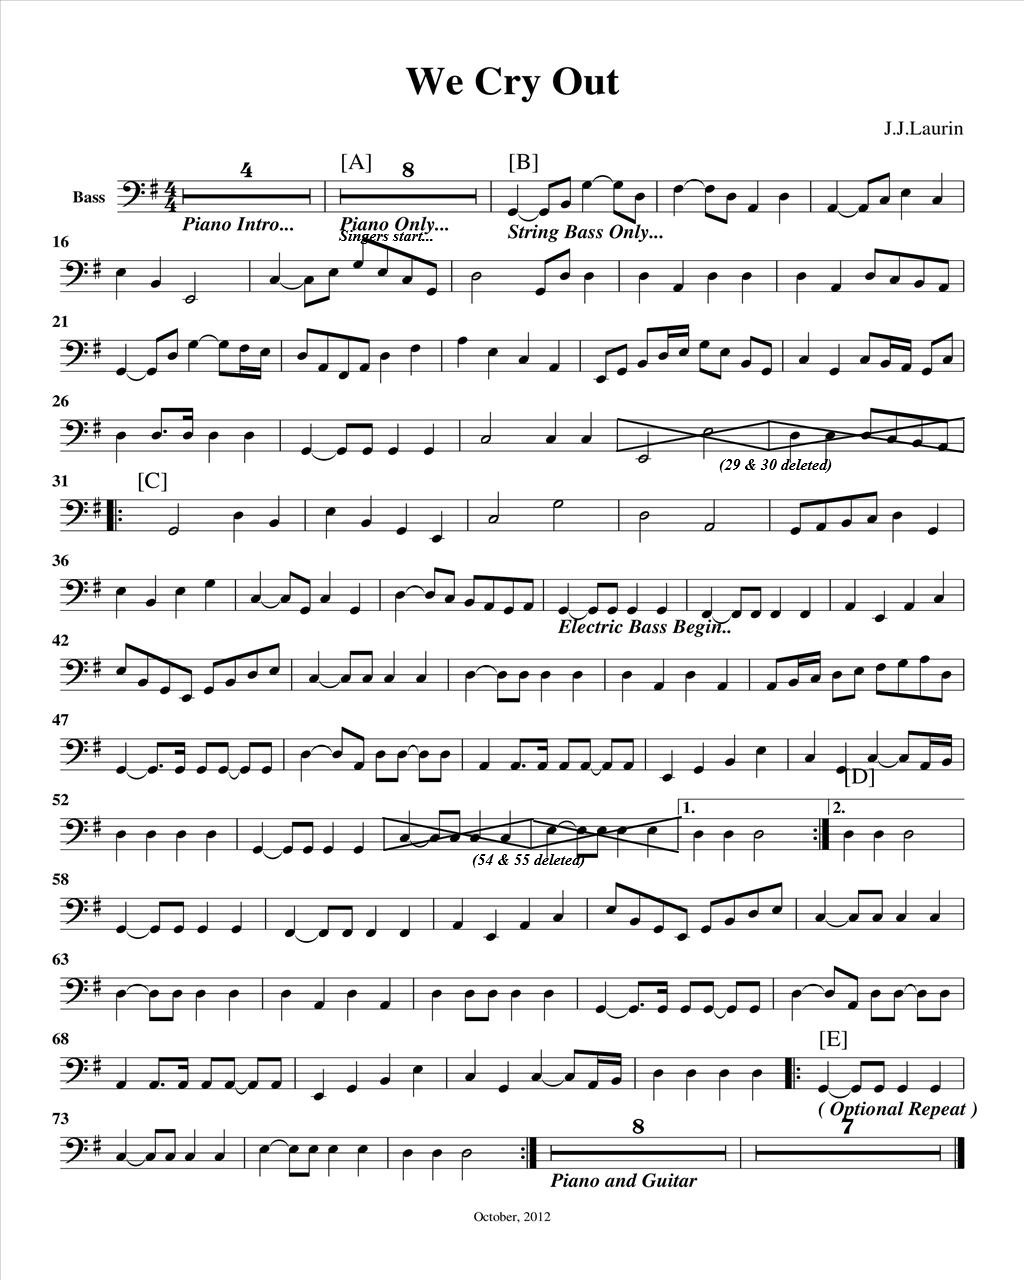 We Cry Out
J.J.Laurin
[A] [B]
4 8
Bass
4
4
Piano Intro... Piano Only... String Bass Only...
Singers start...
16
21
26
(29 & 30 deleted)
31
[C]
36
Electric Bass Begin..
42
47
[D]
52
1. 2.
(54 & 55 deleted)
58
63
68
[E]
( Optional Repeat )
73
8 7
Piano and Guitar
October, 2012